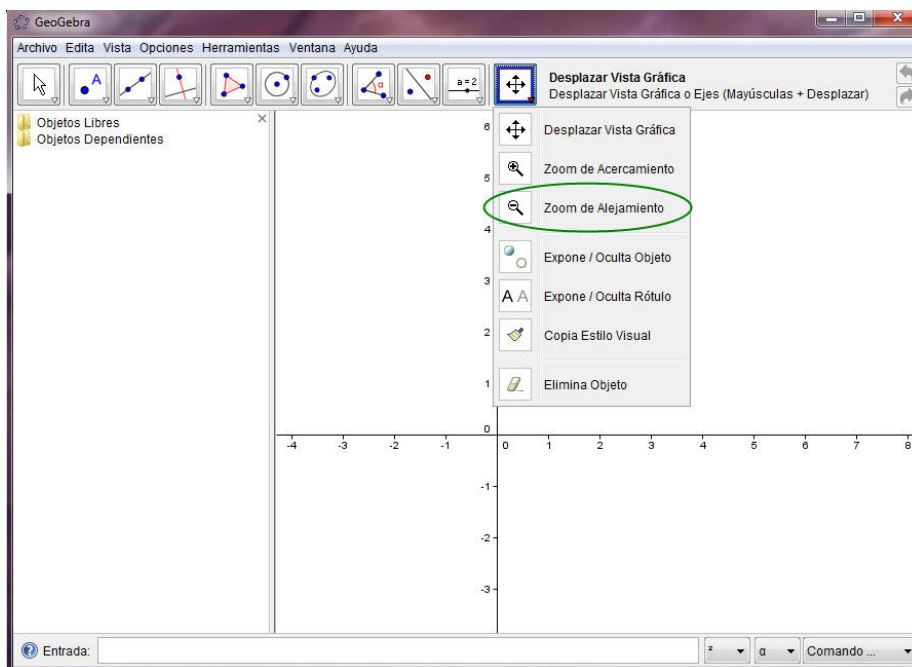 GeoGebra
Archivo Edita Vista Opciones Herramientas Ventana Ayuda
A
α
a=2
Desplazar Vista Gráfica
Desplazar Vista Gráfica o Ejes (Mayúsculas + Desplazar)
Objetos Libres
Objetos Dependientes
Desplazar Vista Gráfica
Zoom de Acercamiento
Zoom de Alejamiento
Expone / Oculta Objeto
A A Expone / Oculta Rótulo
Copia Estilo Visual
Elimina Objeto
6
5
4
3
2
1
0
-4 -3 -2 -1 0 1 2 3 4 5 6 7 8
-1
-2
-3
Entrada:
² α Comando ...